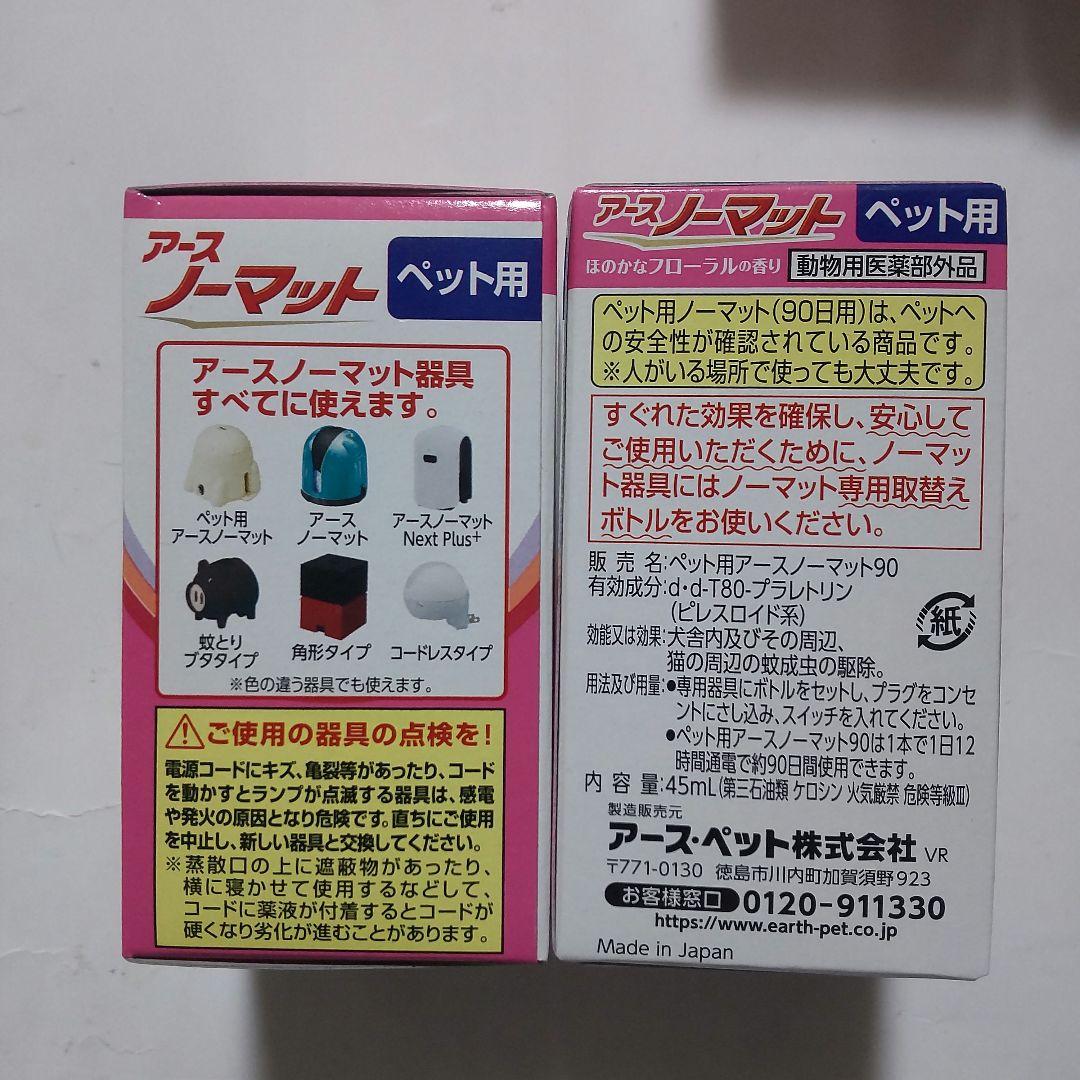 アース
ノーマット
ペット用
アースノーマット器具
すべてに使えます。
ペット用
アースノーマット
アース
ノーマット
アースノーマット
Next Plus+
蚊とり
ブタタイプ
角形タイプ
コードレスタイプ
※色の違う器具でも使えます。
ご使用の器具の点検を!
電源コードにキズ、亀裂等があったり、コード
を動かすとランプが点滅する器具は、感電
や発火の原因となり危険です。直ちにご使用
を中止し、新しい器具と交換してください。
※蒸散口の上に遮蔽物があったり、
横に寝かせて使用するなどして、
コードに薬液が付着するとコードが
硬くなり劣化が進むことがあります。
アースノーマット ペット用
ほのかなフローラルの香り 動物用医薬部外品
ペット用ノーマット(90日用)は、ペットへ
の安全性が確認されている商品です。
※人がいる場所で使っても大丈夫です。
すぐれた効果を確保し、安心して
ご使用いただくために、ノーマッ
ト器具にはノーマット専用取替え
ボトルをお使いください。
販売名:ペット用アースノーマット90
有効成分:d・d-T80-プラレトリン
(ピレスロイド系)
紙
効能又は効果:犬舎内及びその周辺、
猫の周辺の蚊成虫の駆除。
用法及び用量:●専用器具にボトルをセットし、プラグをコンセ
ントにさし込み、スイッチを入れてください。
●ペット用アースノーマット90は1本で1日12
時間通電で約90日間使用できます。
内容量:45mL(第三石油類 ケロシン 火気厳禁 危険等級Ⅲ)
製造販売元
アース・ペット株式会社 VR
〒771-0130 徳島市川内町加賀須野923
お客様窓口 0120-911330
https://www.earth-pet.co.jp
Made in Japan